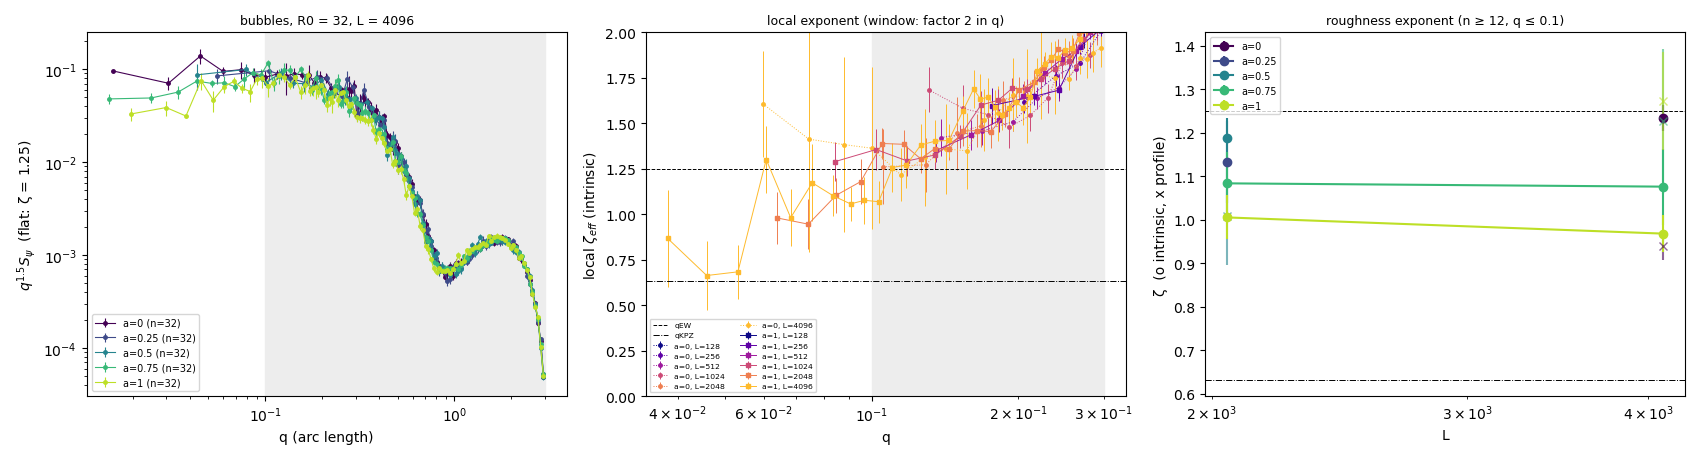 bubbles, R0 = 32, L = 4096
q^{1.5} S_ψ (flat: ζ = 1.25)
10^{-1}
10^{-2}
10^{-3}
10^{-4}
a=0 (n=32)
a=0.25 (n=32)
a=0.5 (n=32)
a=0.75 (n=32)
a=1 (n=32)
10^{-1}
10^{0}
q (arc length)
local exponent (window: factor 2 in q)
local ζ_{eff} (intrinsic)
2.00
1.75
1.50
1.25
1.00
0.75
0.50
0.25
0.00
qEW
qKPZ
a=0, L=128
a=0, L=256
a=0, L=512
a=0, L=1024
a=0, L=2048
a=0, L=4096
a=1, L=128
a=1, L=256
a=1, L=512
a=1, L=1024
a=1, L=2048
a=1, L=4096
4 × 10^{-2}
6 × 10^{-2}
10^{-1}
2 × 10^{-1}
3 × 10^{-1}
q
roughness exponent (n ≥ 12, q ≤ 0.1)
ζ (o intrinsic, x profile)
1.4
1.3
1.2
1.1
1.0
0.9
0.8
0.7
0.6
a=0
a=0.25
a=0.5
a=0.75
a=1
2 × 10^{3}
3 × 10^{3}
4 × 10^{3}
L